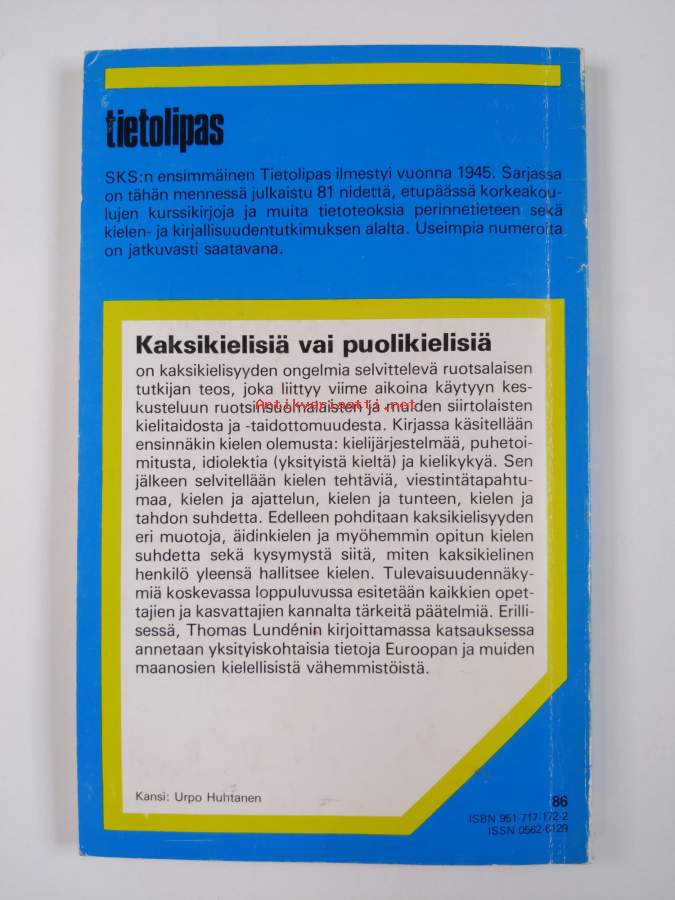 tietolipas
SKS:n ensimmäinen Tietolipas ilmestyi vuonna 1945. Sarjassa
on tähän mennessä julkaistu 81 nidettä, etupäässä korkeakou-
lujen kurssikirjoja ja muita tietoteoksia perinnetieteen sekä
kielen- ja kirjallisuudentutkimuksen alalta. Useimpia numeroita
on jatkuvasti saatavana.
Kaksikielisiä vai puolikielisiä
on kaksikielisyyden ongelmia selvittelevä ruotsalaisen
tutkijan teos, joka liittyy viime aikoina käytyyn kes-
kusteluun ruotsinsuomalaisten ja muiden siirtolaisten
Antikvariaatti.net
kielitaidosta ja -taidottomuudesta. Kirjassa käsitellään
ensinnäkin kielen olemusta: kielijärjestelmää, puhetoi-
mitusta, idiolektia (yksityistä kieltä) ja kielikykyä. Sen
jälkeen selvitellään kielen tehtäviä, viestintätapahtu-
maa, kielen ja ajattelun, kielen ja tunteen, kielen ja
tahdon suhdetta. Edelleen pohditaan kaksikielisyyden
eri muotoja, äidinkielen ja myöhemmin opitun kielen
suhdetta sekä kysymystä siitä, miten kaksikielinen
henkilö yleensä hallitsee kielen. Tulevaisuudennäky-
miä koskevassa loppuluvussa esitetään kaikkien opet-
tajien ja kasvattajien kannalta tärkeitä päätelmiä. Erilli-
sessä, Thomas Lundénin kirjoittamassa katsauksessa
annetaan yksityiskohtaisia tietoja Euroopan ja muiden
maanosien kielellisistä vähemmistöistä.
Kansi: Urpo Huhtanen
86
ISBN 951-717-172-2
ISSN 0562-6129